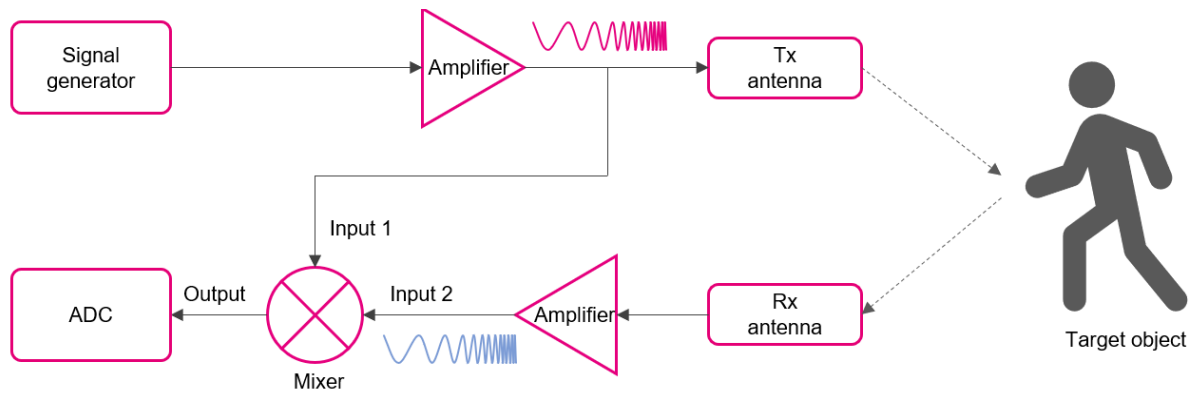 Signal
generator
Amplifier
Tx
antenna
Input 1
ADC
Output
Input 2
Amplifier
Rx
antenna
Mixer
Target object